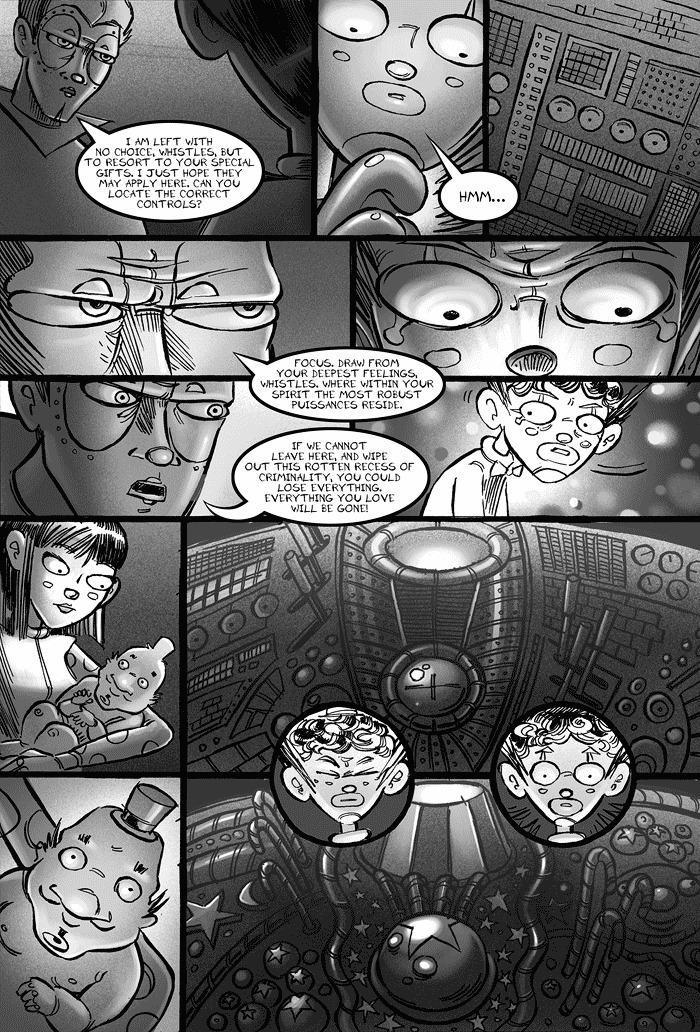 I AM LEFT WITH
NO CHOICE, WHISTLES, BUT
TO RESORT TO YOUR SPECIAL
GIFTS. I JUST HOPE THEY
MAY APPLY HERE. CAN YOU
LOCATE THE CORRECT
CONTROLS?
HMM...
FOCUS. DRAW FROM
YOUR DEEPEST FEELINGS,
WHISTLES. WHERE WITHIN YOUR
SPIRIT THE MOST ROBUST
PUISSANCES RESIDE.
IF WE CANNOT
LEAVE HERE, AND WIPE
OUT THIS ROTTEN RECESS OF
CRIMINALITY, YOU COULD
LOSE EVERYTHING.
EVERYTHING YOU LOVE
WILL BE GONE!